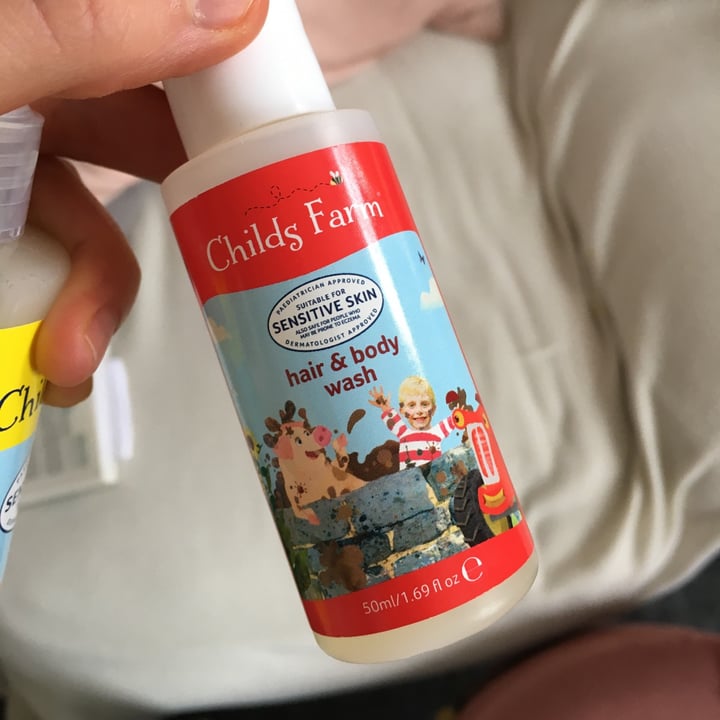 Childs Farm
PAEDIATRICIAN APPROVED
SUITABLE FOR
SENSITIVE SKIN
ALSO SAFE FOR PEOPLE WHO
MAY BE PRONE TO ECZEMA
DERMATOLOGIST APPROVED
hair & body
wash
50ml/1.69 fl oz ℮
Chi